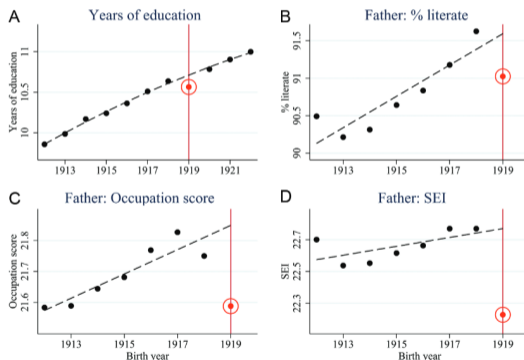 A Years of education
Years of education
11
10.5
10
1913 1915 1917 1919 1921
B Father: % literate
% literate
91.5
91
90.5
90
1913 1915 1917 1919
C Father: Occupation score
Occupation score
21.8
21.7
21.6
1913 1915 1917 1919
Birth year
D Father: SEI
SEI
22.7
22.5
22.3
1913 1915 1917 1919
Birth year